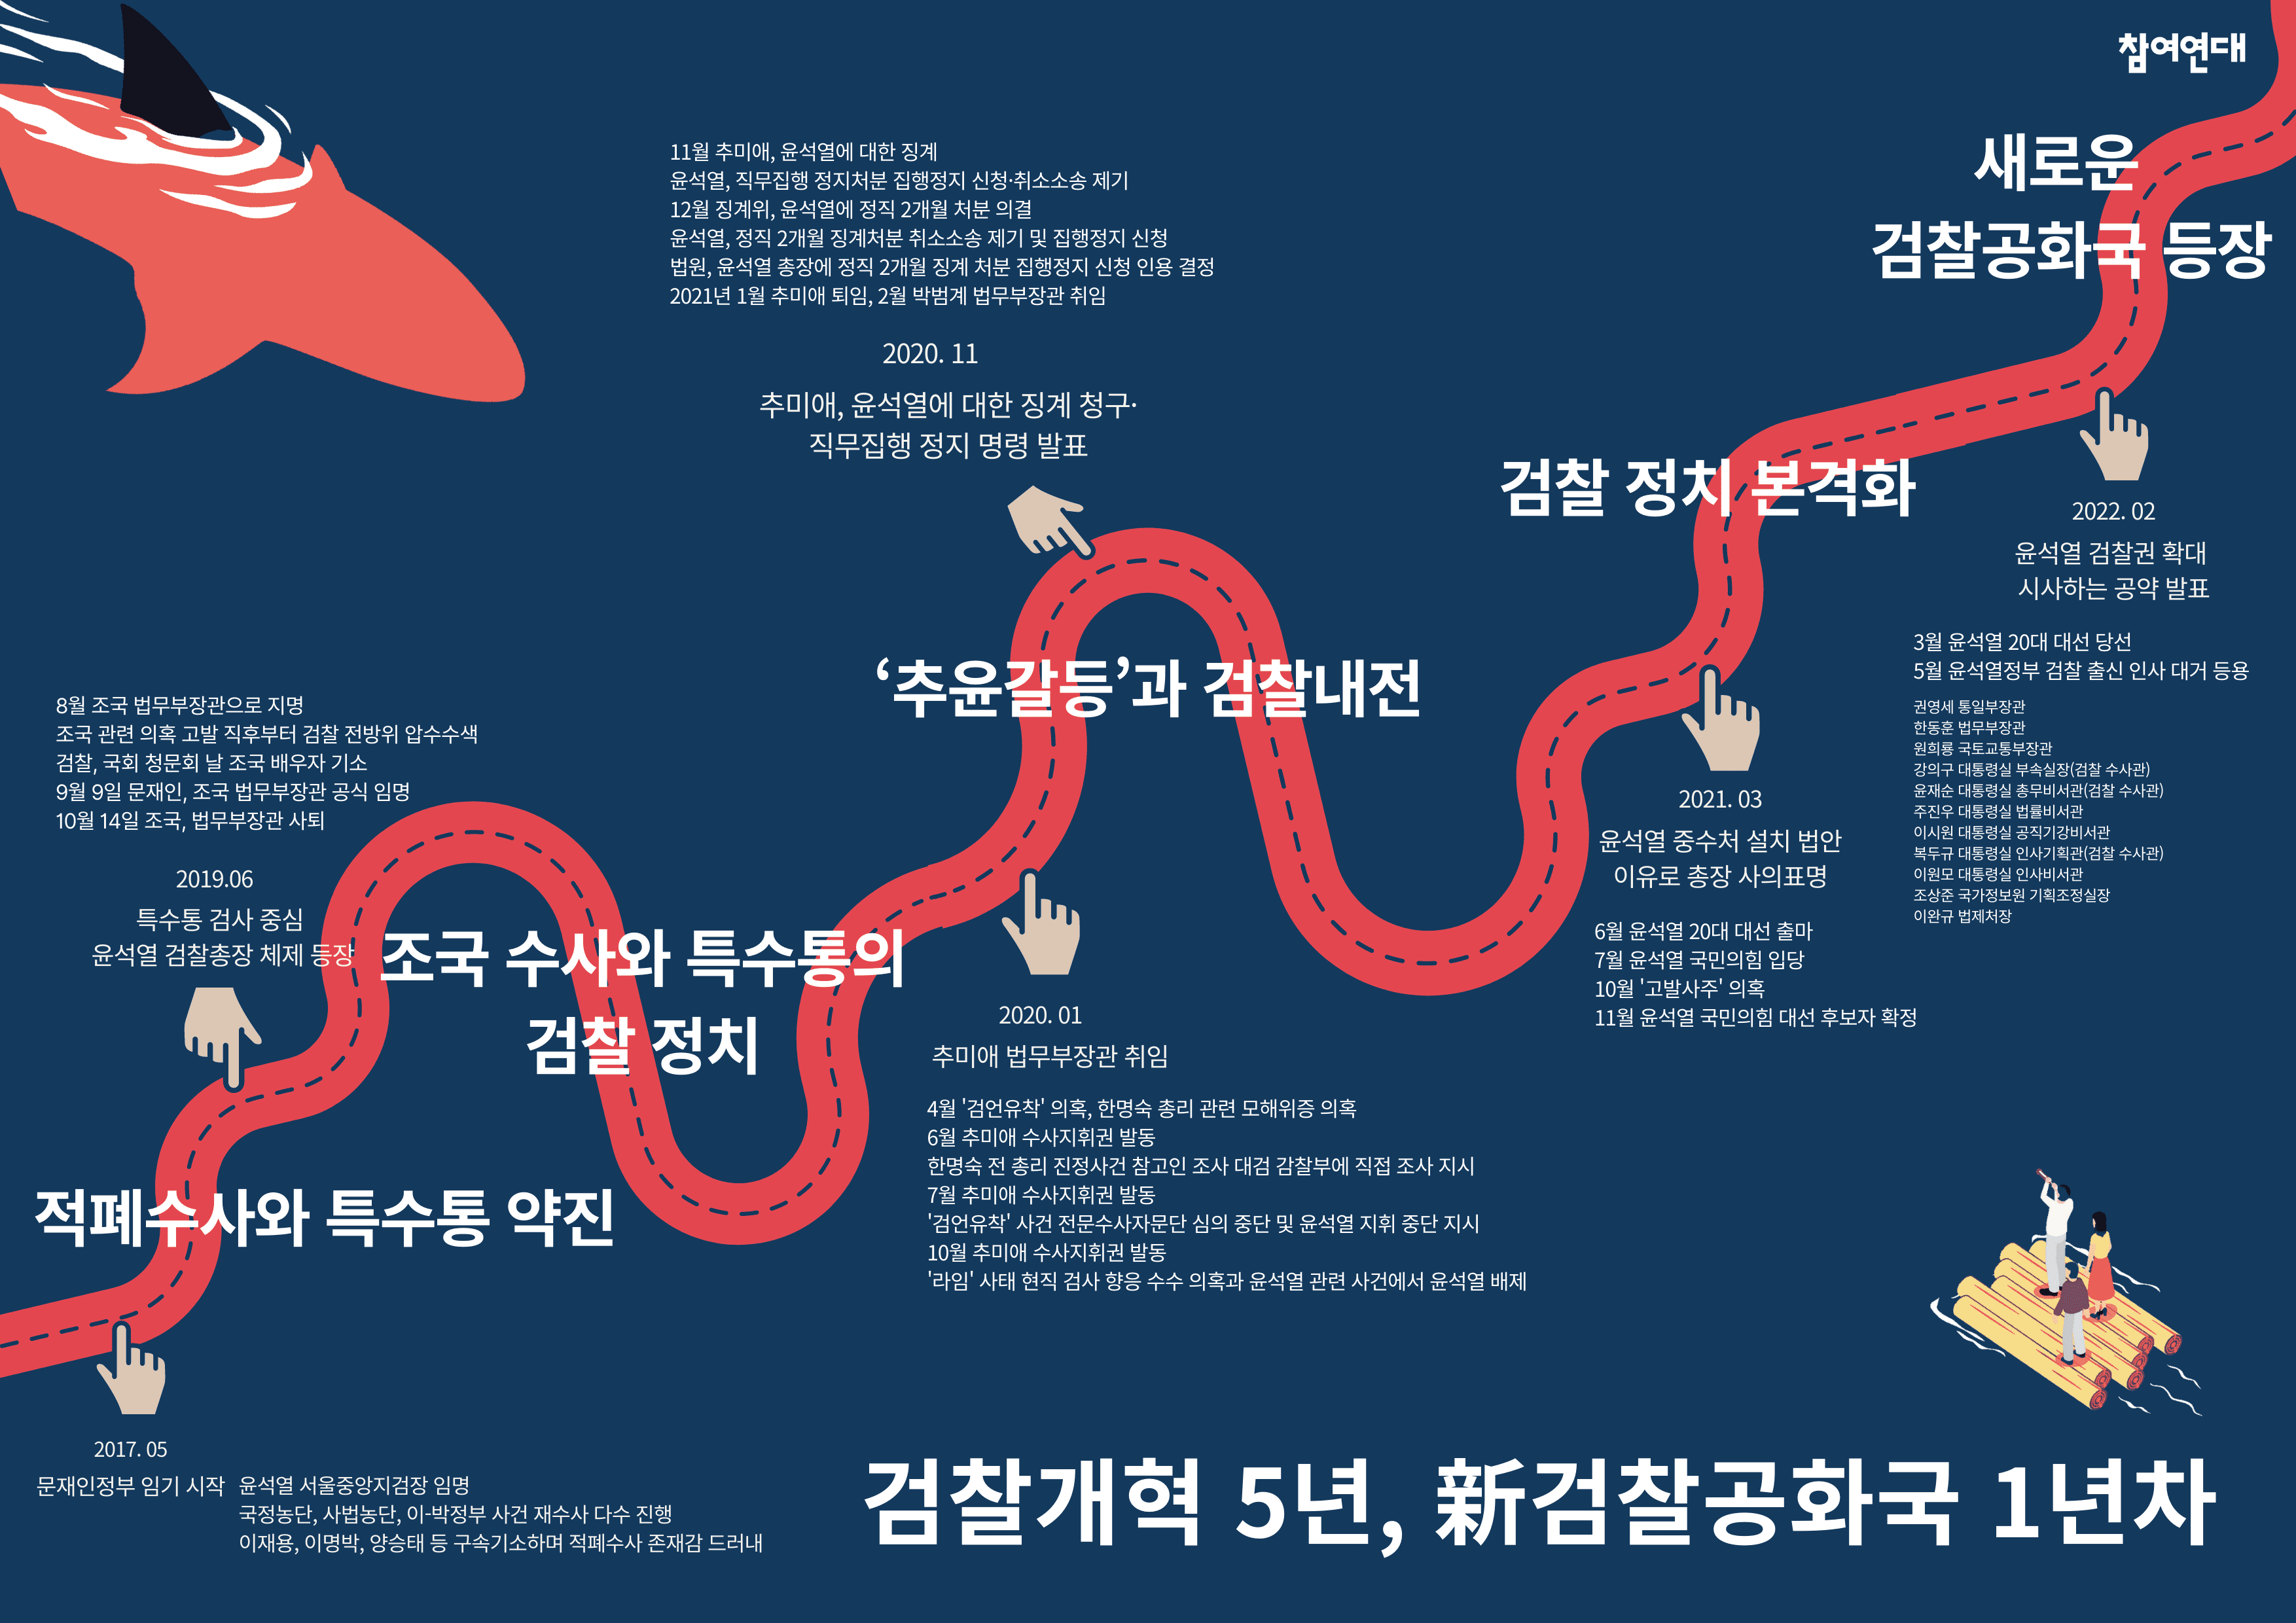 참여연대
적폐수사와 특수통 약진
2017. 05
문재인정부 임기 시작
윤석열 서울중앙지검장 임명
국정농단, 사법농단, 이-박정부 사건 재수사 다수 진행
이재용, 이명박, 양승태 등 구속기소하며 적폐수사 존재감 드러내
8월 조국 법무부장관으로 지명
조국 관련 의혹 고발 직후부터 검찰 전방위 압수수색
검찰, 국회 청문회 날 조국 배우자 기소
9월 9일 문재인, 조국 법무부장관 공식 임명
10월 14일 조국, 법무부장관 사퇴
2019.06
특수통 검사 중심
윤석열 검찰총장 체제 등장
조국 수사와 특수통의
검찰 정치
2020. 01
추미애 법무부장관 취임
4월 '검언유착' 의혹, 한명숙 총리 관련 모해위증 의혹
6월 추미애 수사지휘권 발동
한명숙 전 총리 진정사건 참고인 조사 대검 감찰부에 직접 조사 지시
7월 추미애 수사지휘권 발동
'검언유착' 사건 전문수사자문단 심의 중단 및 윤석열 지휘 중단 지시
10월 추미애 수사지휘권 발동
'라임' 사태 현직 검사 향응 수수 의혹과 윤석열 관련 사건에서 윤석열 배제
11월 추미애, 윤석열에 대한 징계
윤석열, 직무집행 정지처분 집행정지 신청·취소소송 제기
12월 징계위, 윤석열에 정직 2개월 처분 의결
윤석열, 정직 2개월 징계처분 취소소송 제기 및 집행정지 신청
법원, 윤석열 총장에 정직 2개월 징계 처분 집행정지 신청 인용 결정
2021년 1월 추미애 퇴임, 2월 박범계 법무부장관 취임
2020. 11
추미애, 윤석열에 대한 징계 청구·
직무집행 정지 명령 발표
‘추윤갈등’과 검찰내전
검찰 정치 본격화
2021. 03
윤석열 중수처 설치 법안
이유로 총장 사의표명
6월 윤석열 20대 대선 출마
7월 윤석열 국민의힘 입당
10월 '고발사주' 의혹
11월 윤석열 국민의힘 대선 후보자 확정
새로운
검찰공화국 등장
2022. 02
윤석열 검찰권 확대
시사하는 공약 발표
3월 윤석열 20대 대선 당선
5월 윤석열정부 검찰 출신 인사 대거 등용
권영세 통일부장관
한동훈 법무부장관
원희룡 국토교통부장관
강의구 대통령실 부속실장(검찰 수사관)
윤재순 대통령실 총무비서관(검찰 수사관)
주진우 대통령실 법률비서관
이시원 대통령실 공직기강비서관
복두규 대통령실 인사기획관(검찰 수사관)
이원모 대통령실 인사비서관
조상준 국가정보원 기획조정실장
이완규 법제처장
검찰개혁 5년, 新검찰공화국 1년차